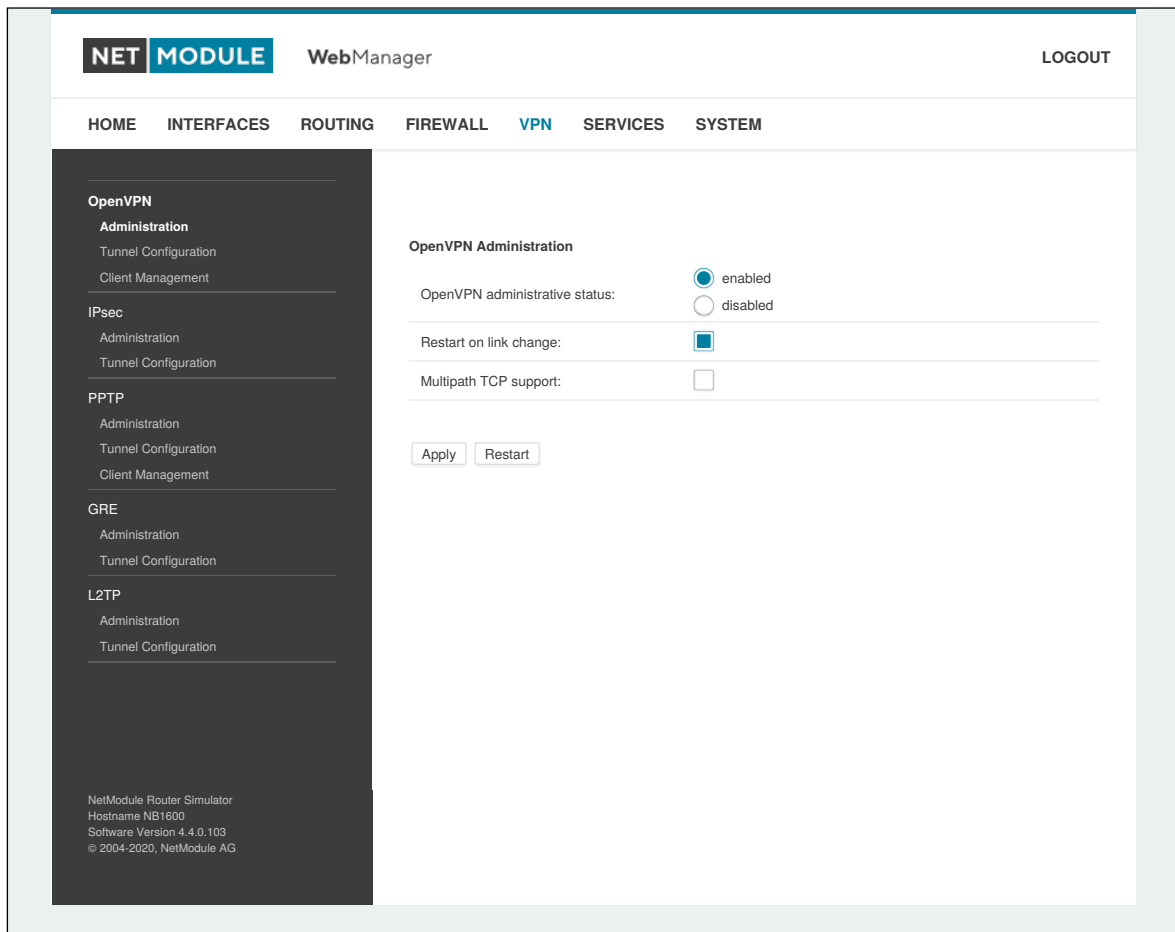 NET MODULE WebManager LOGOUT
HOME INTERFACES ROUTING FIREWALL VPN SERVICES SYSTEM
OpenVPN
Administration
Tunnel Configuration
Client Management
IPsec
Administration
Tunnel Configuration
PPTP
Administration
Tunnel Configuration
Client Management
GRE
Administration
Tunnel Configuration
L2TP
Administration
Tunnel Configuration
NetModule Router Simulator
Hostname NB1600
Software Version 4.4.0.103
© 2004-2020, NetModule AG
OpenVPN Administration
OpenVPN administrative status:
enabled
disabled
Restart on link change:
Multipath TCP support:
Apply Restart